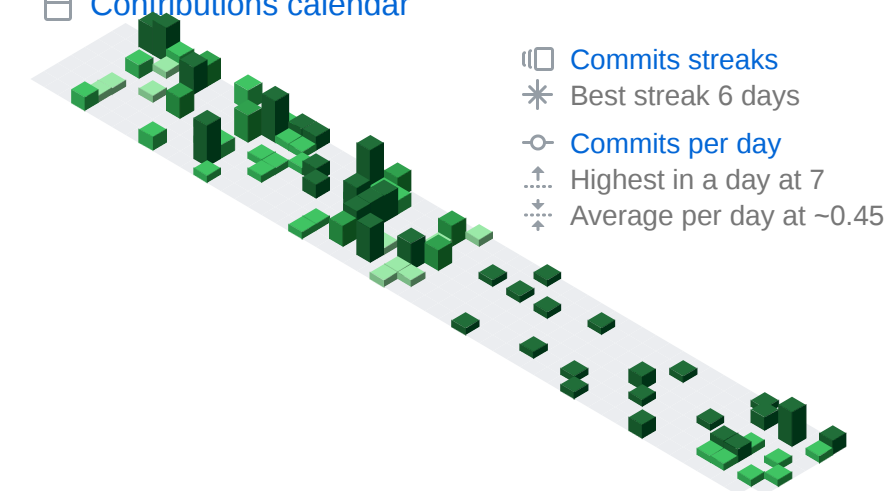 Contributions calendar
Commits streaks
Best streak 6 days
Commits per day
Highest in a day at 7
Average per day at ~0.45